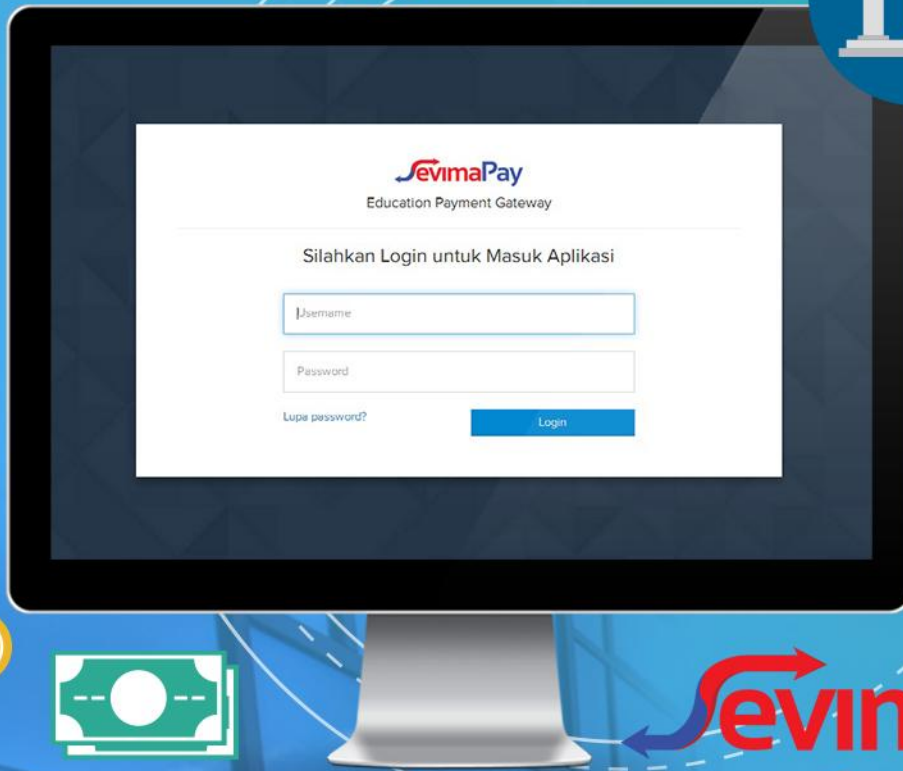 SevimaPay
Education Payment Gateway
Silahkan Login untuk Masuk Aplikasi
Username
Password
Lupa password?
Login
Sevim